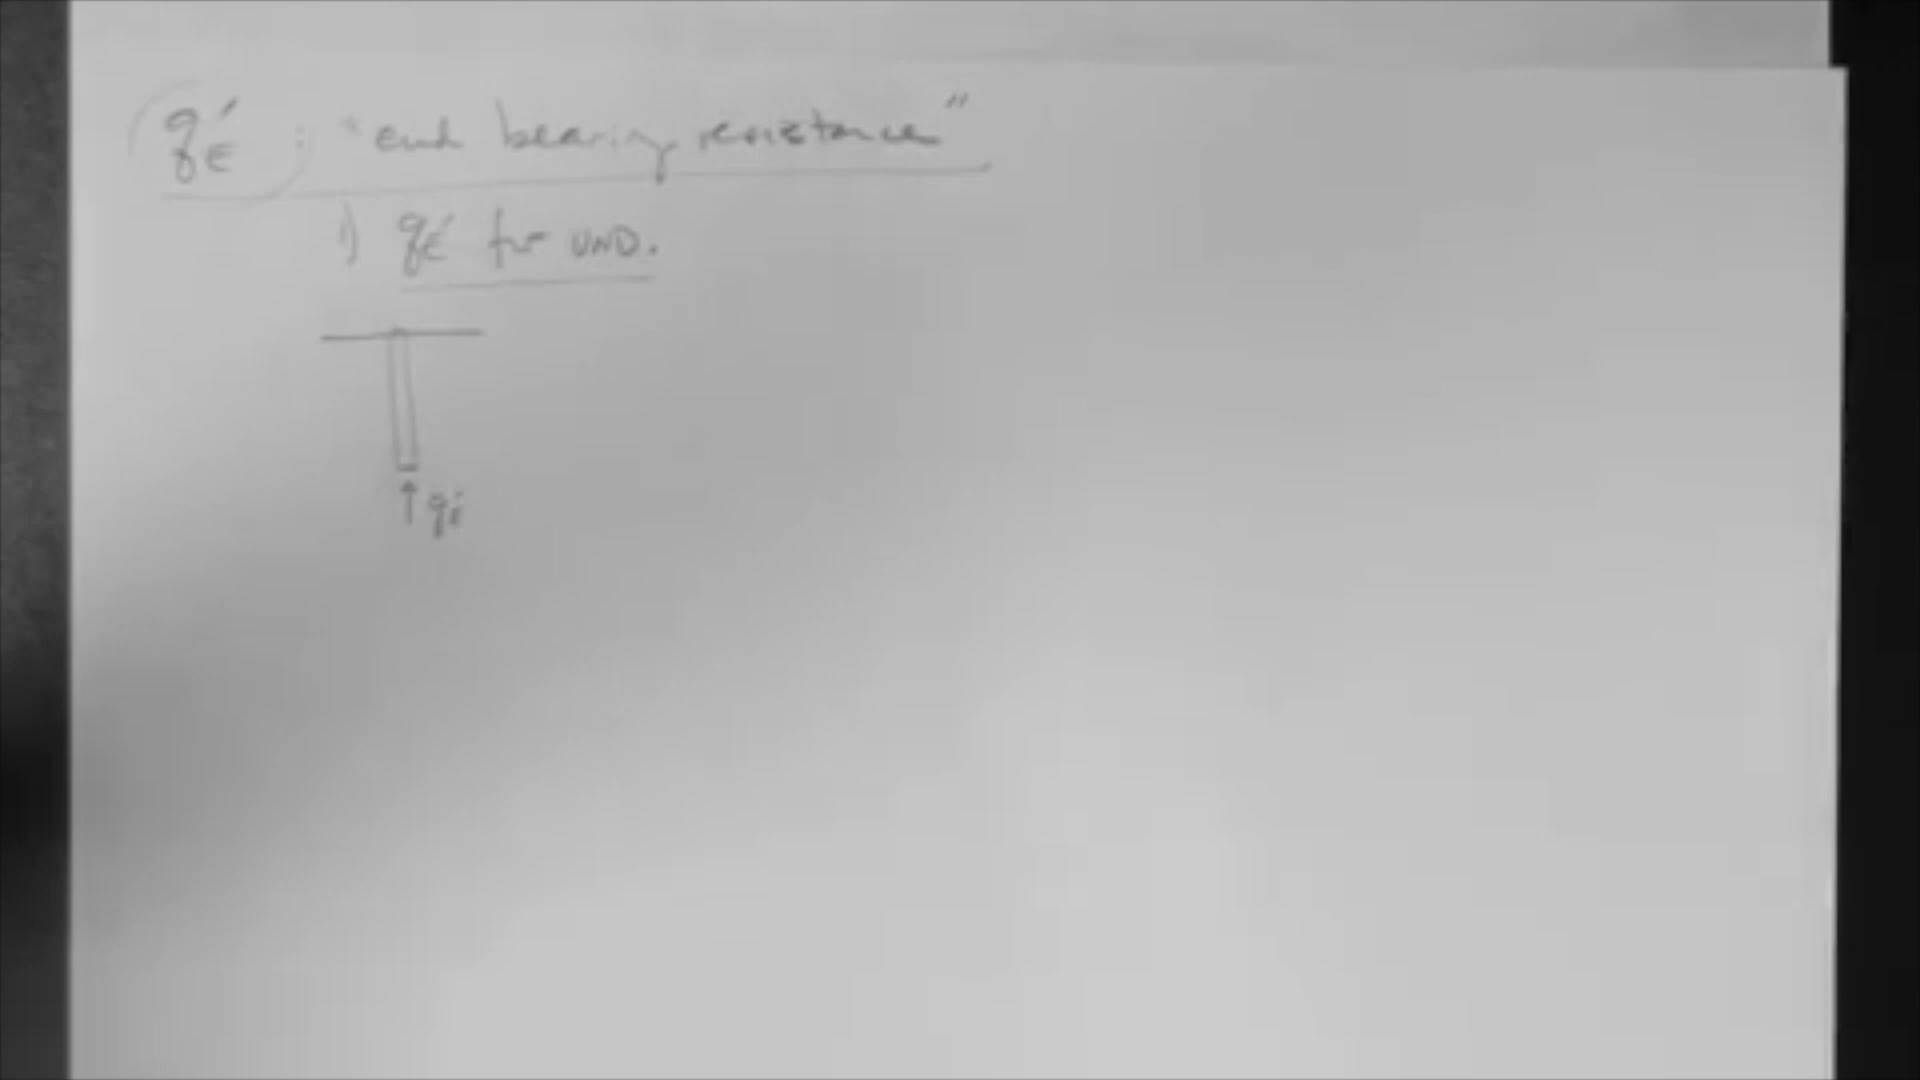 q'E : "end bearing resistance"
1) q'E for UND.
↑ q'E